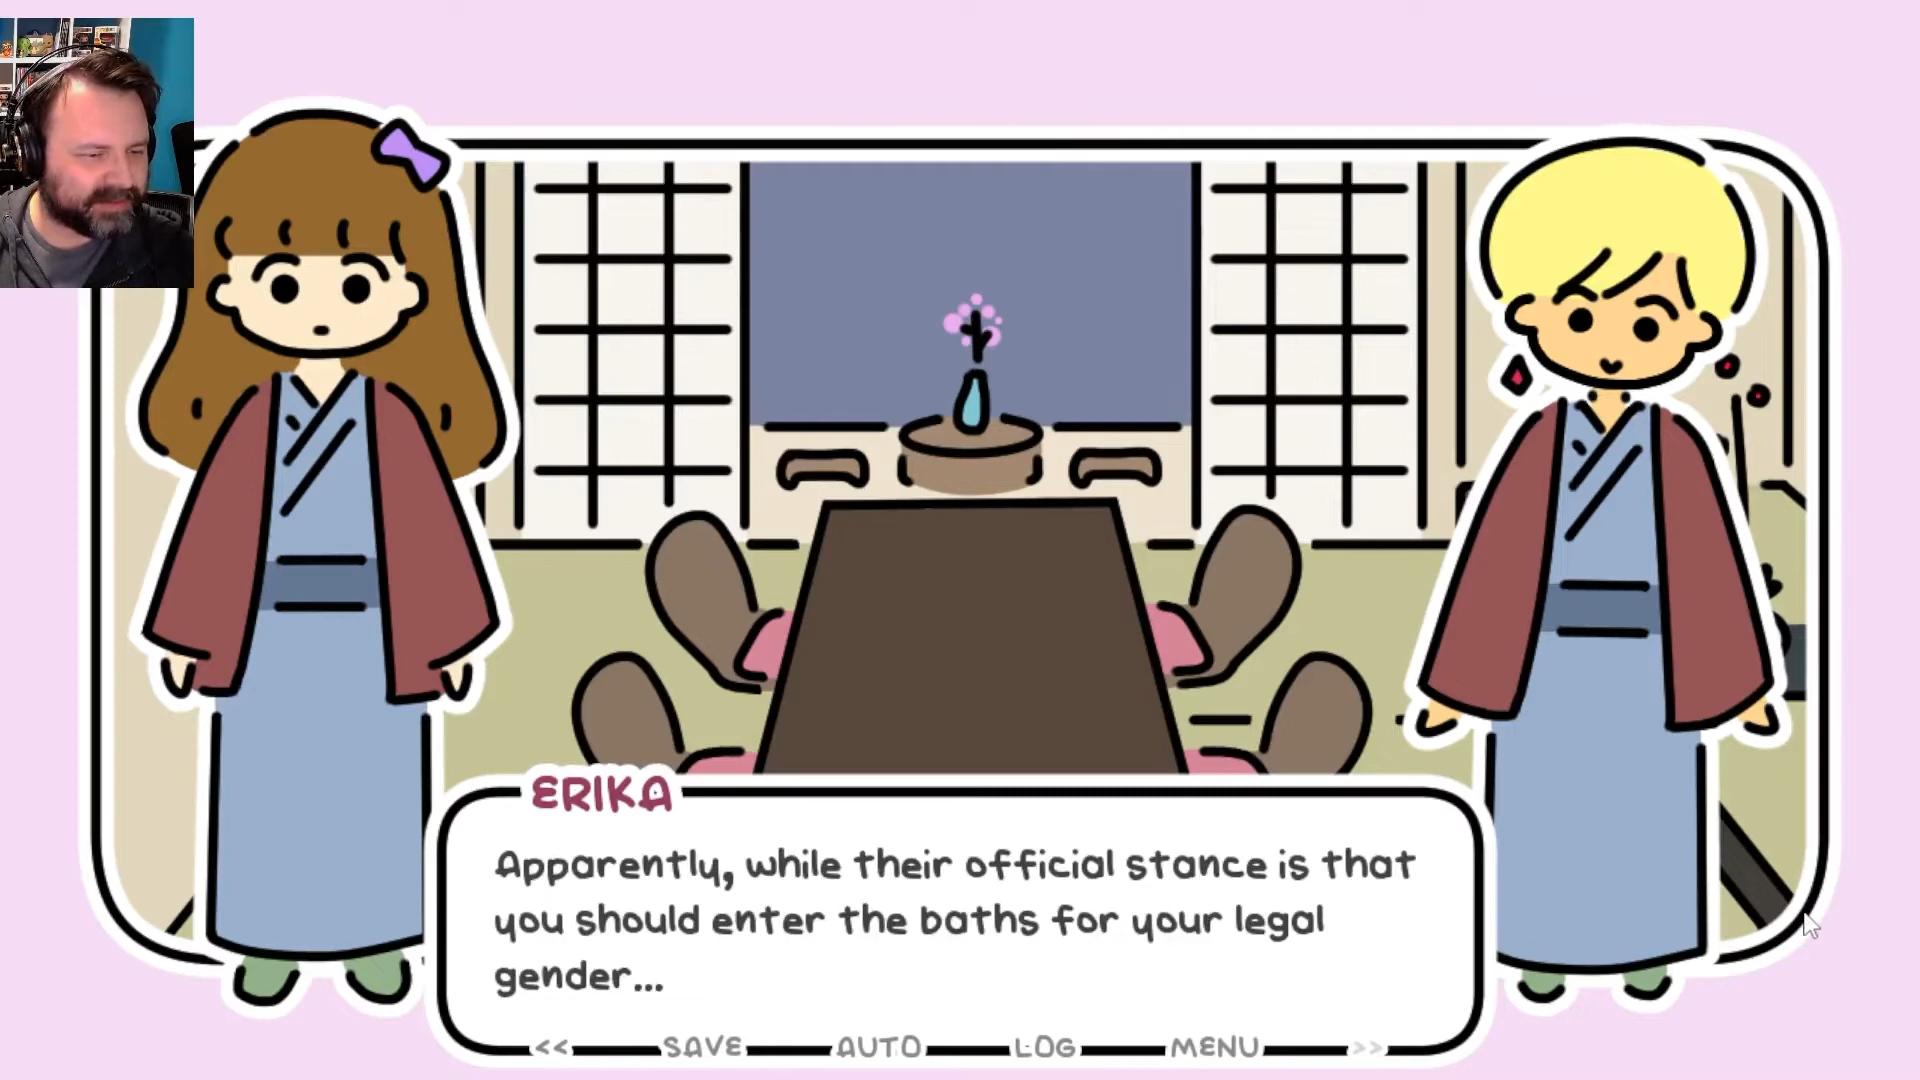 ERIKA
Apparently, while their official stance is that
you should enter the baths for your legal
gender...
<< SAVE AUTO LOG MENU >>